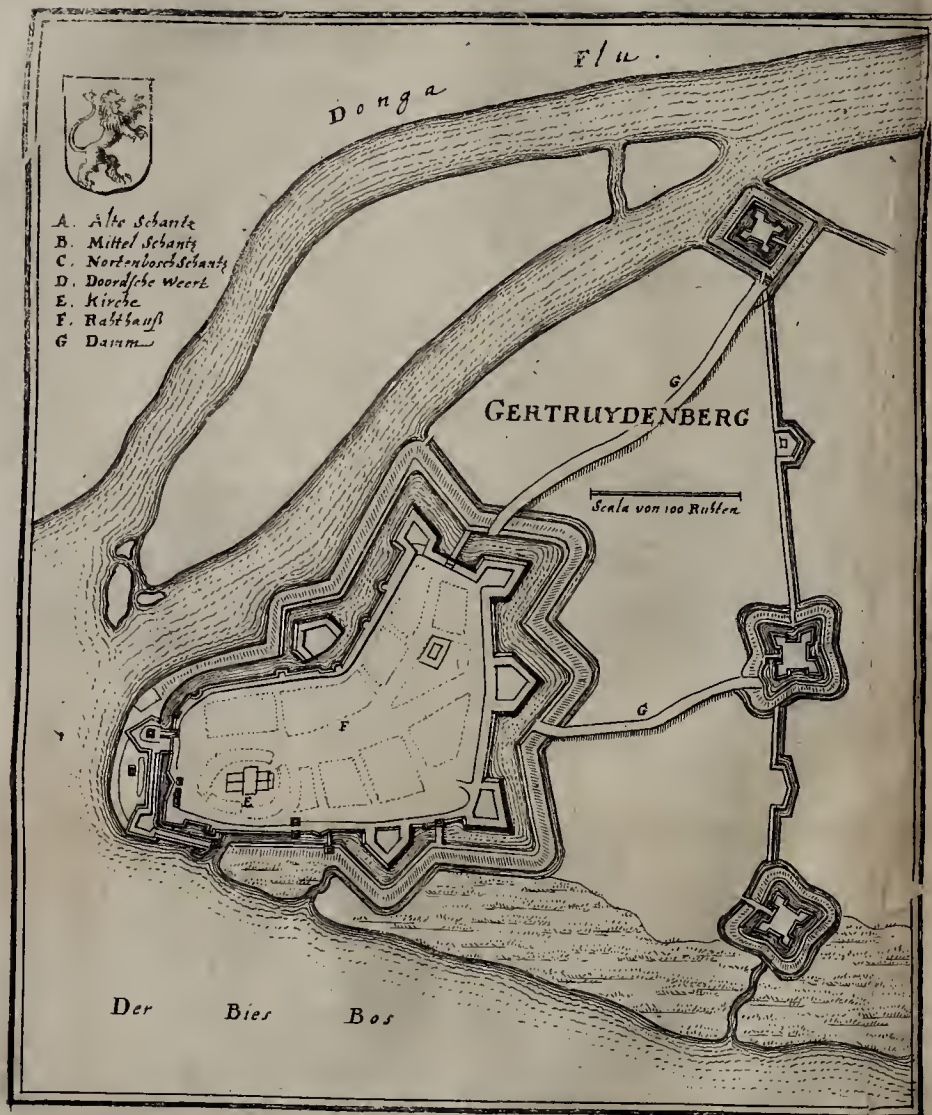 Donga Flu.
A. Alte Schantz
B. Mittel Schantz
C. Nortenbosch Schantz
D. Doordsche Weert
E. Kirche
F. Rahthauß
G Damm
G
GERTRUYDENBERG
D
Scala von 100 Ruhten
G
F
E
Der Bies Bos